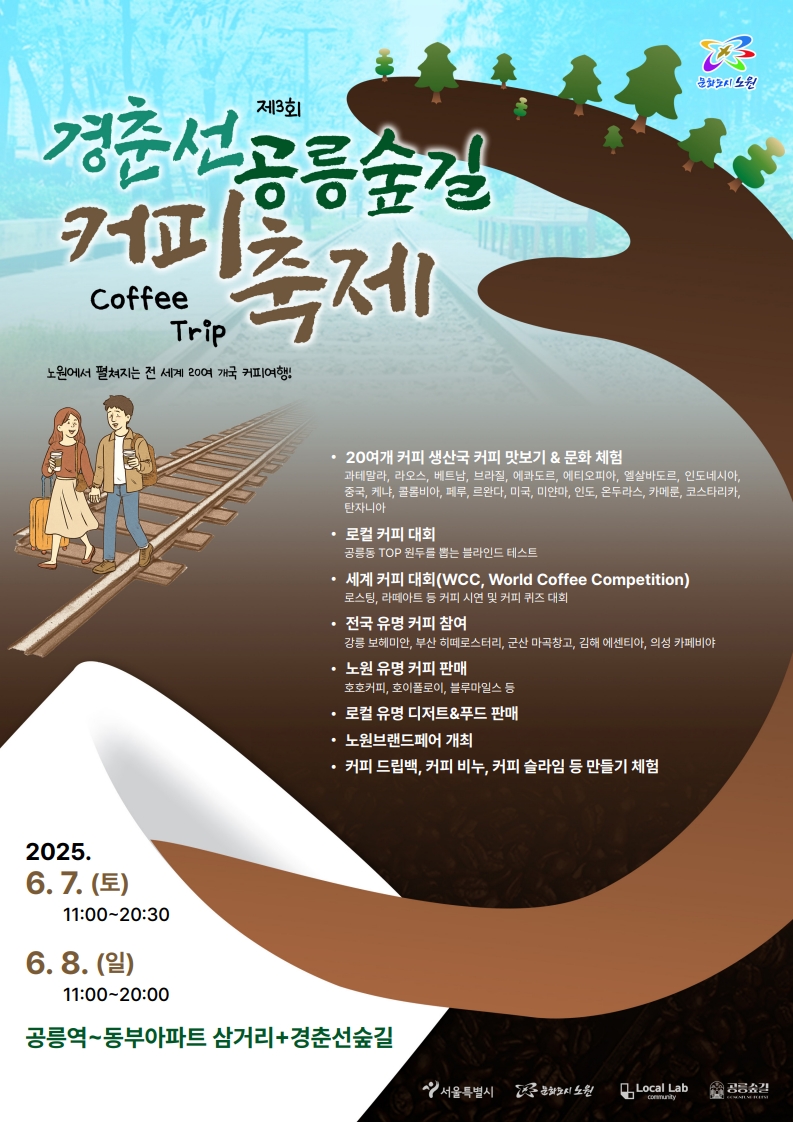 문화도시 노원
제3회
경춘선 공릉숲길
커피축제
Coffee
Trip
노원에서 펼쳐지는 전 세계 20여 개국 커피여행!
• 20여개 커피 생산국 커피 맛보기 & 문화 체험
과테말라, 라오스, 베트남, 브라질, 에콰도르, 에티오피아, 엘살바도르, 인도네시아,
중국, 케냐, 콜롬비아, 페루, 르완다, 미국, 미얀마, 인도, 온두라스, 카메룬, 코스타리카,
탄자니아
• 로컬 커피 대회
공릉동 TOP 원두를 뽑는 블라인드 테스트
• 세계 커피 대회(WCC, World Coffee Competition)
로스팅, 라떼아트 등 커피 시연 및 커피 퀴즈 대회
• 전국 유명 커피 참여
강릉 보헤미안, 부산 히떼로스터리, 군산 마곡창고, 김해 에센티아, 의성 카페비야
• 노원 유명 커피 판매
호호커피, 호이폴로이, 블루마일스 등
• 로컬 유명 디저트&푸드 판매
• 노원브랜드페어 개최
• 커피 드립백, 커피 비누, 커피 슬라임 등 만들기 체험
2025.
6. 7. (토)
11:00~20:30
6. 8. (일)
11:00~20:00
공릉역~동부아파트 삼거리+경춘선숲길
서울특별시
문화도시 노원
Local Lab
community
공릉숲길